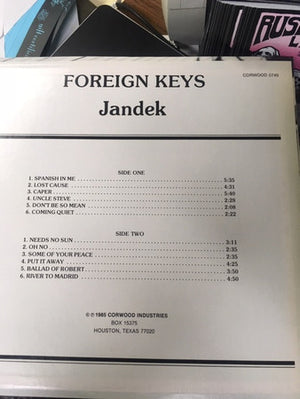 CORWOOD 0745
FOREIGN KEYS
Jandek
SIDE ONE
1. SPANISH IN ME 5:35
2. LOST CAUSE 4:31
3. CAPER 5:40
4. UNCLE STEVE 2:28
5. DON'T BE SO MEAN 2:08
6. COMING QUIET 2:22
SIDE TWO
1. NEEDS NO SUN 3:11
2. OH NO 2:35
3. SOME OF YOUR PEACE 2:35
4. PUT IT AWAY 4:25
5. BALLAD OF ROBERT 3:50
6. RIVER TO MADRID 4:50
©℗ 1985 CORWOOD INDUSTRIES
BOX 15375
HOUSTON, TEXAS 77020